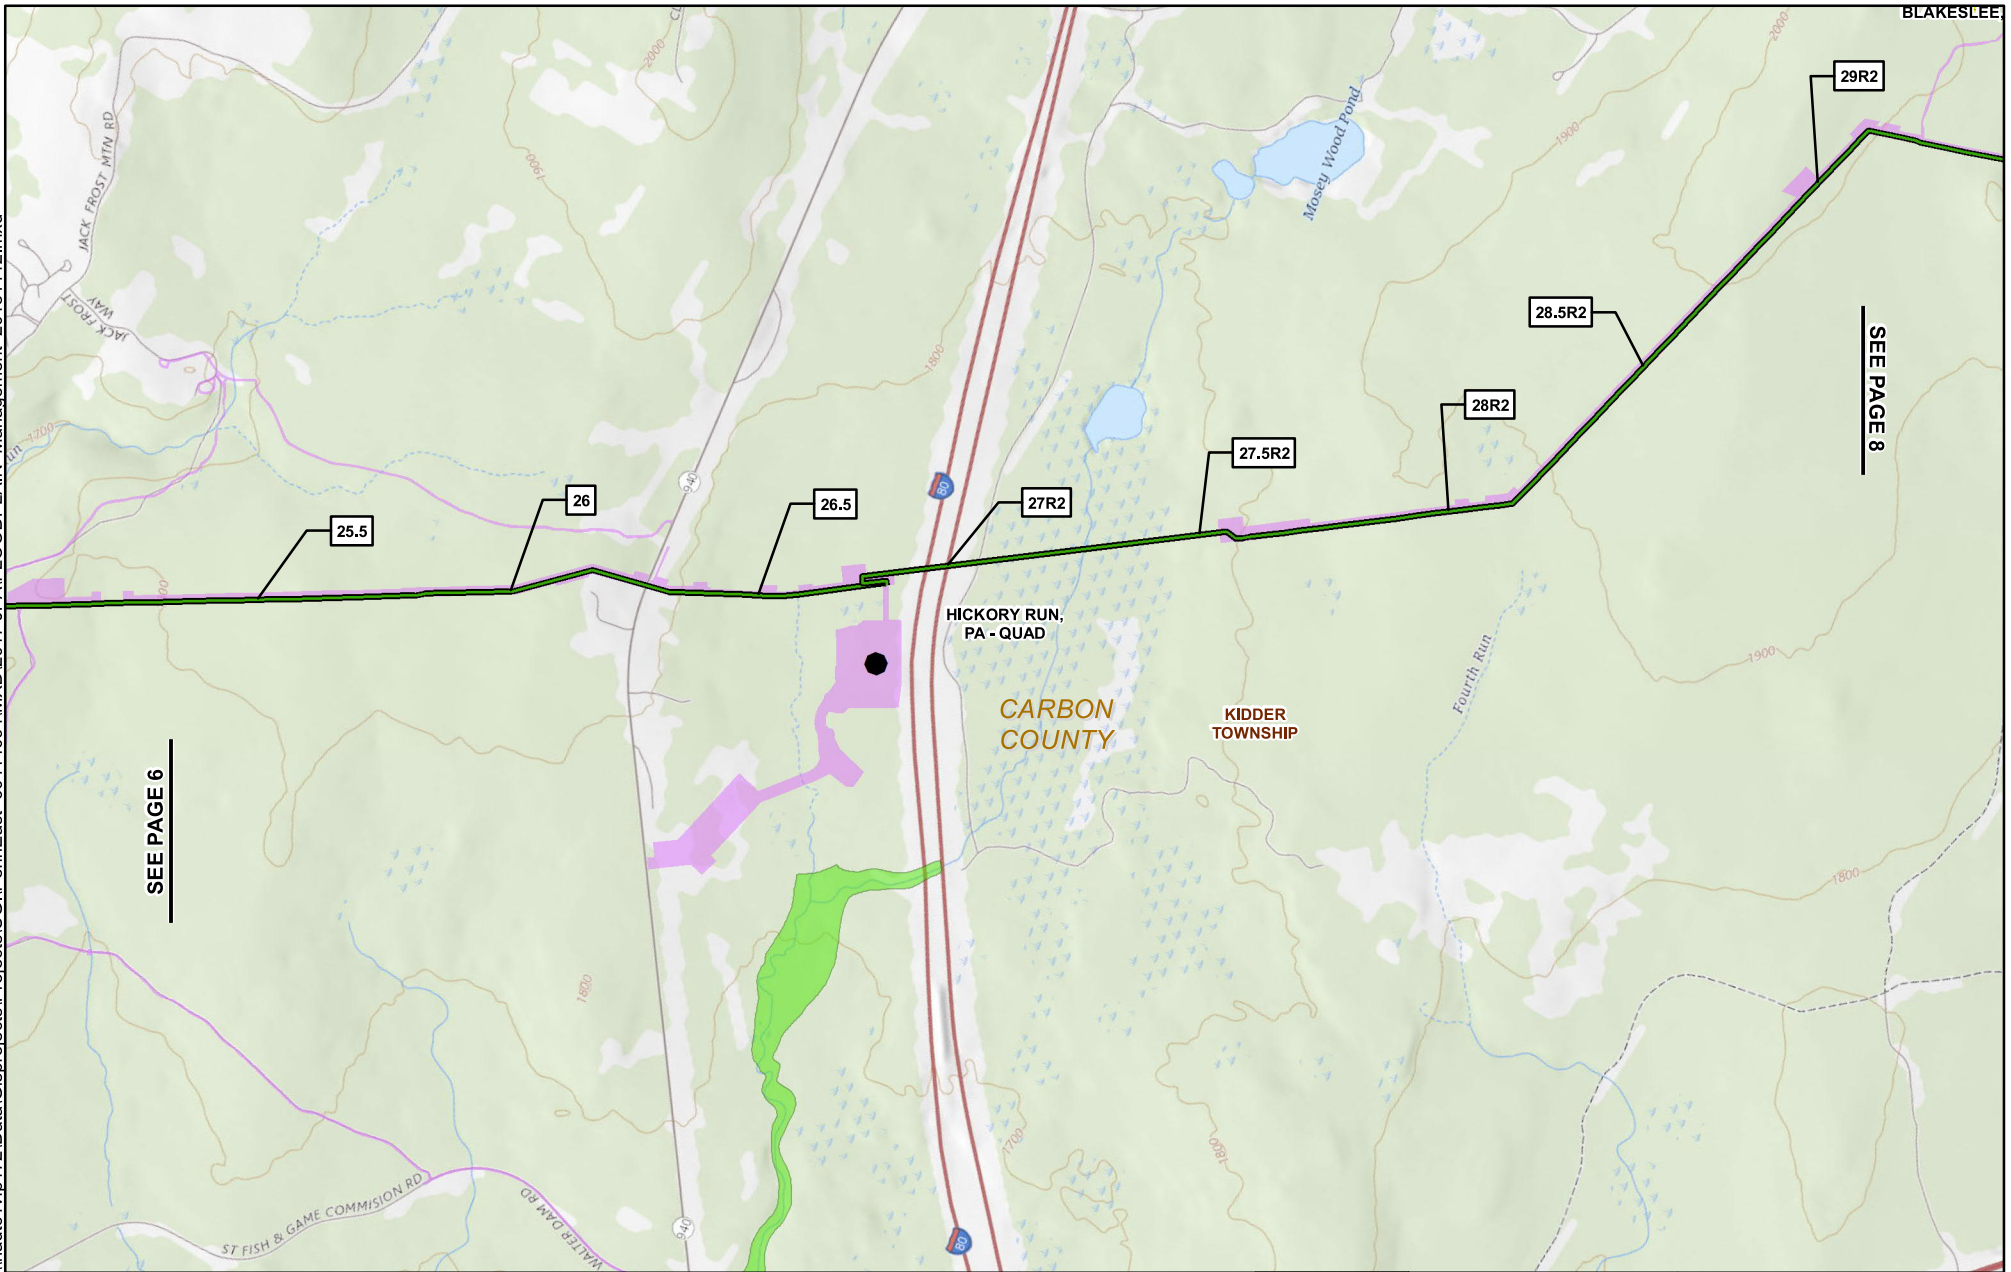 BLAKESLEE,
2000
2000
29R2
JACK FROST MTN RD
1900
Mosey Wood Pond
1900
JACK FROST
WAY
28.5R2
SEE PAGE 8
1800
28R2
1700
27.5R2
940
80
26
26.5
27R2
25.5
HICKORY RUN,
PA - QUAD
CARBON
COUNTY
KIDDER
TOWNSHIP
Fourth Run
1900
SEE PAGE 6
1800
1800
1700
1800
ST FISH & GAME COMMISION RD
WALTER DAM RD
940
80